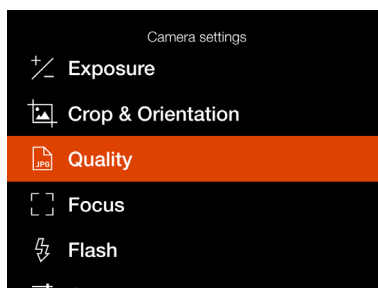 Camera settings
Exposure
Crop & Orientation
JPG Quality
Focus
Flash